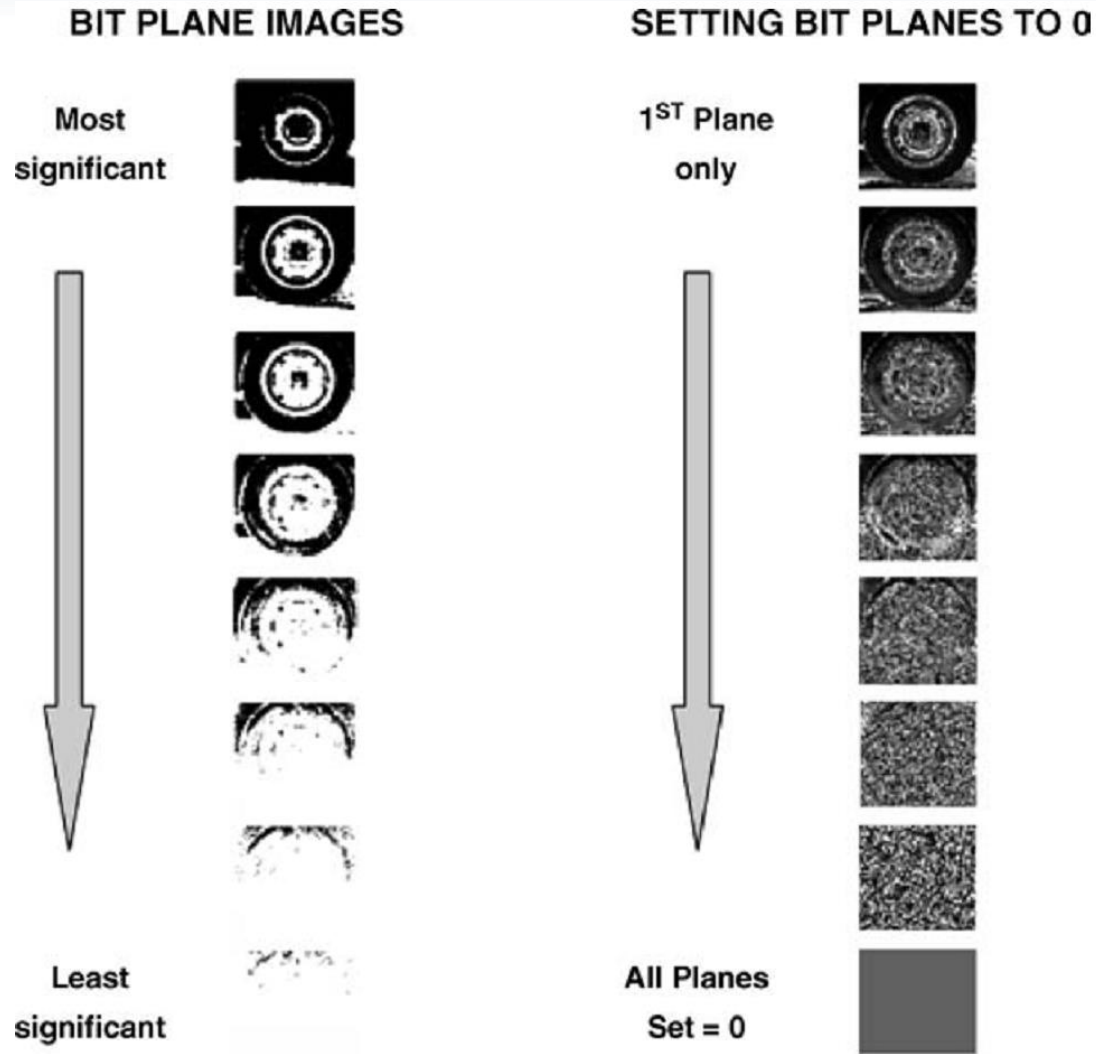 BIT PLANE IMAGES
SETTING BIT PLANES TO 0
Most
significant
1ST Plane
only
Least
significant
All Planes
Set = 0